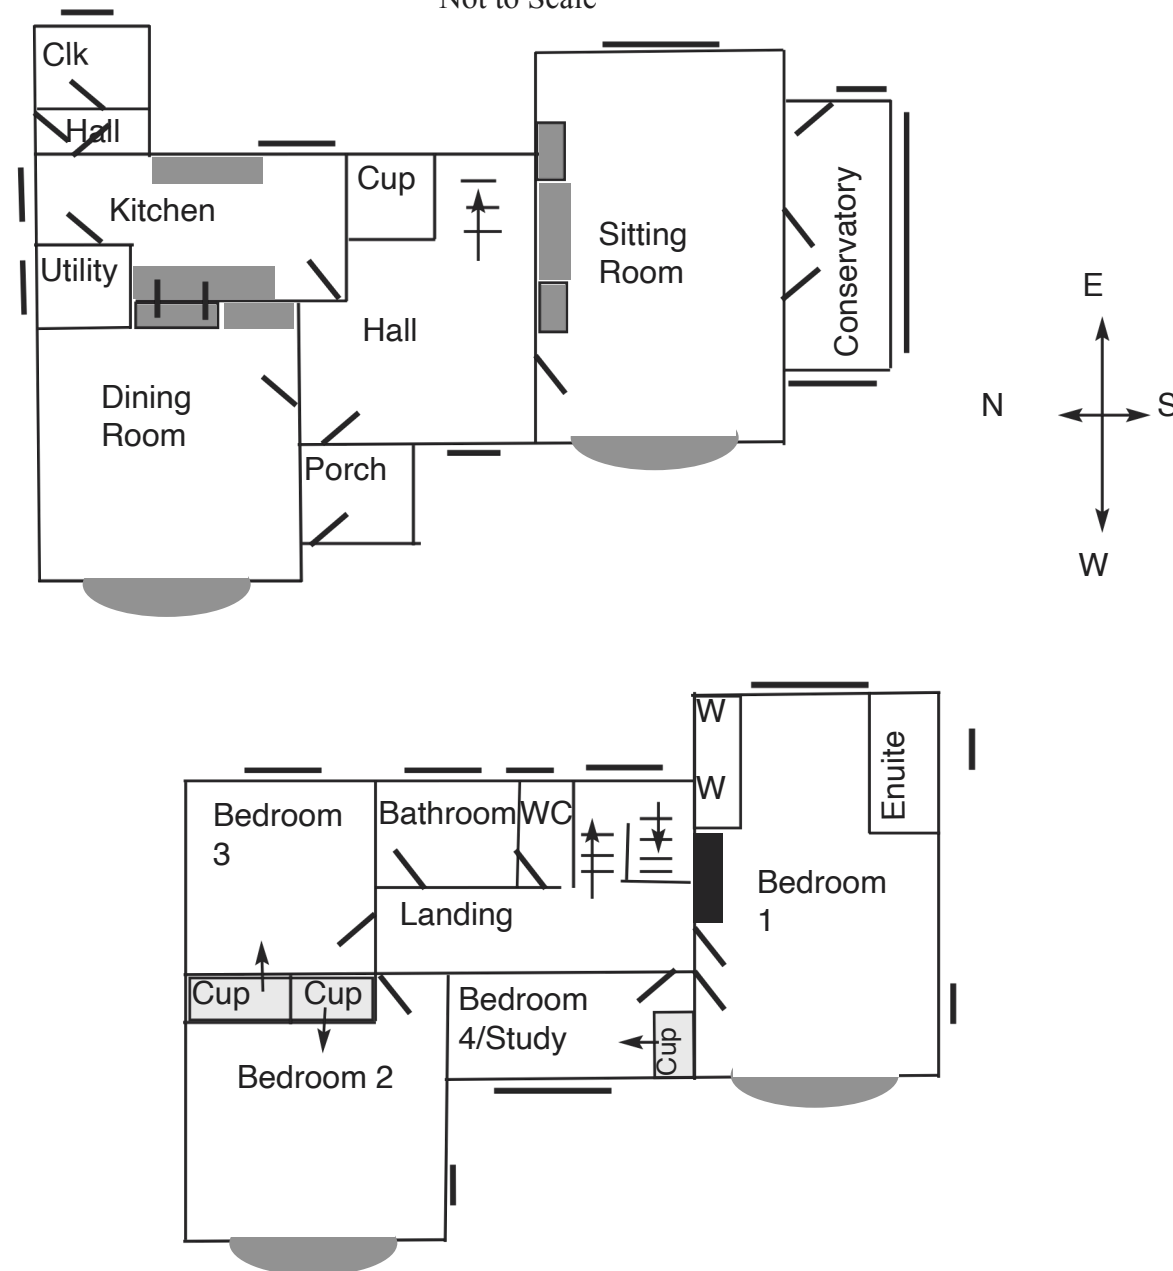 Not to Scale
Clk
Hall
Kitchen
Cup
Utility
Sitting
Room
Conservatory
Hall
Dining
Room
Porch
E
N
S
W
W
W
Enuite
Bedroom
3
Bathroom
WC
Bedroom
1
Landing
Cup
Cup
Bedroom
4/Study
Cup
Bedroom 2